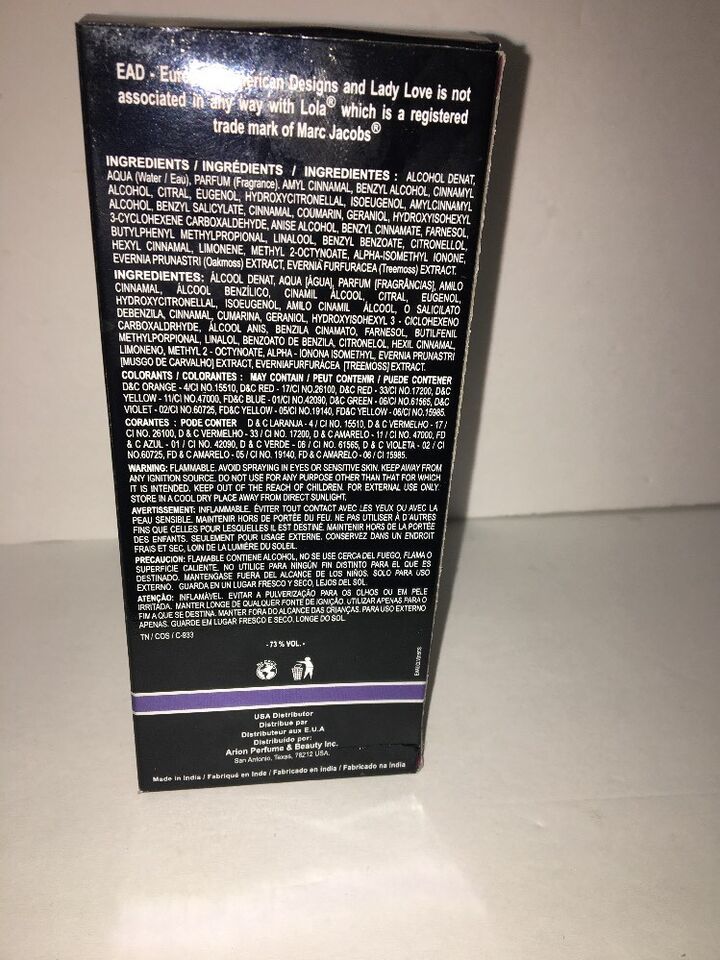 EAD - American Designs and Lady Love is not
associated in any way with Lola® which is a registered
trade mark of Marc Jacobs®
INGREDIENTS / INGRÉDIENTS / INGREDIENTES : ALCOHOL DENAT,
AQUA (Water / Eau), PARFUM (Fragrance), AMYL CINNAMAL, BENZYL ALCOHOL, CINNAMYL
ALCOHOL, CITRAL, EUGENOL, HYDROXYCITRONELLAL, ISOEUGENOL, AMYLCINNAMYL
ALCOHOL, BENZYL SALICYLATE, CINNAMAL, COUMARIN, GERANIOL, HYDROXYISOHEXYL
3-CYCLOHEXENE CARBOXALDEHYDE, ANISE ALCOHOL, BENZYL CINNAMATE, FARNESOL,
BUTYLPHENYL METHYLPROPIONAL, LINALOOL, BENZYL BENZOATE, CITRONELLOL,
HEXYL CINNAMAL, LIMONENE, METHYL 2-OCTYNOATE, ALPHA-ISOMETHYL IONONE,
EVERNIA PRUNASTRI (Oakmoss) EXTRACT, EVERNIA FURFURACEA (Treemoss) EXTRACT.
INGREDIENTES: ÁLCOOL DENAT, AQUA [ÁGUA], PARFUM [FRAGRÂNCIAS], AMILO
CINNAMAL, ÁLCOOL BENZÍLICO, CINAMIL ÁLCOOL, CITRAL, EUGENOL,
HYDROXYCITRONELLAL, ISOEUGENOL, AMILO CINAMIL ÁLCOOL, O SALICILATO
DEBENZILA, CINNAMAL, CUMARINA, GERANIOL, HYDROXYISOHEXYL 3 - CICLOHEXENO
CARBOXALDRHYDE, ÁLCOOL ANIS, BENZILA CINAMATO, FARNESOL, BUTILFENIL
METHYLPORPIONAL, LINALOL, BENZOATO DE BENZILA, CITRONELOL, HEXIL CINNAMAL,
LIMONENO, METHYL 2 - OCTYNOATE, ALPHA - IONONA ISOMETHYL, EVERNIA PRUNASTRI
[MUSGO DE CARVALHO] EXTRACT, EVERNIAFURFURÁCEA [TREEMOSS] EXTRACT.
COLORANTS / COLORANTES : MAY CONTAIN / PEUT CONTENIR / PUEDE CONTENER
D&C ORANGE - 4/CI NO.15510, D&C RED - 17/CI NO.26100, D&C RED - 33/CI NO.17200, D&C
YELLOW - 11/CI NO.47000, FD&C BLUE - 01/CI NO.42090, D&C GREEN - 06/CI NO.61565, D&C
VIOLET - 02/CI NO.60725, FD&C YELLOW - 05/CI NO.19140, FD&C YELLOW - 06/CI NO.15985.
CORANTES : PODE CONTER D & C LARANJA - 4 / CI NO. 15510, D & C VERMELHO - 17 /
CI NO. 26100, D & C VERMELHO - 33 / CI NO. 17200, D & C AMARELO - 11 / CI NO. 47000, FD
& C AZUL - 01 / CI NO. 42090, D & C VERDE - 06 / CI NO. 61565, D & C VIOLETA - 02 / CI
NO.60725, FD & C AMARELO - 05 / CI NO. 19140, FD & C AMARELO - 06 / CI 15985.
WARNING: FLAMMABLE. AVOID SPRAYING IN EYES OR SENSITIVE SKIN. KEEP AWAY FROM
ANY IGNITION SOURCE. DO NOT USE FOR ANY PURPOSE OTHER THAN THAT FOR WHICH
IT IS INTENDED. KEEP OUT OF THE REACH OF CHILDREN. FOR EXTERNAL USE ONLY.
STORE IN A COOL DRY PLACE AWAY FROM DIRECT SUNLIGHT.
AVERTISSEMENT: INFLAMMABLE. ÉVITER TOUT CONTACT AVEC LES YEUX OU AVEC LA
PEAU SENSIBLE. MAINTENIR HORS DE PORTÉE DU FEU. NE PAS UTILISER À D'AUTRES
FINS QUE CELLES POUR LESQUELLES IL EST DESTINÉ. MAINTENIR HORS DE LA PORTÉE
DES ENFANTS. SEULEMENT POUR USAGE EXTERNE. CONSERVEZ DANS UN ENDROIT
FRAIS ET SEC, LOIN DE LA LUMIÈRE DU SOLEIL.
PRECAUCION: FLAMABLE CONTIENE ALCOHOL, NO SE USE CERCA DEL FUEGO, FLAMA O
SUPERFICIE CALIENTE. NO UTILICE PARA NINGÚN FIN DISTINTO PARA EL QUE ES
DESTINADO. MANTENGASE FUERA DEL ALCANCE DE LOS NIÑOS. SOLO PARA USO
EXTERNO. GUARDA EN UN LUGAR FRESCO Y SECO, LEJOS DEL SOL.
ATENÇÃO: INFLAMÁVEL. EVITAR A PULVERIZAÇÃO PARA OS OLHOS OU EM PELE
IRRITADA. MANTER LONGE DE QUALQUER FONTE DE IGNIÇÃO. UTILIZAR APENAS PARA O
FIM A QUE SE DESTINA. MANTER FORA DO ALCANCE DAS CRIANÇAS. PARA USO EXTERNO
APENAS. GUARDE EM LUGAR FRESCO E SECO, LONGE DO SOL.
TN / COS / C-933
- 73 % VOL. -
USA Distributor
Distribue par
Distributeur aux E.U.A
Distribuido por:
Arion Perfume & Beauty Inc.
San Antonio, Texas, 78212 USA.
Made in India / Fabriqué en Inde / Fabricado en India / Fabricado na India